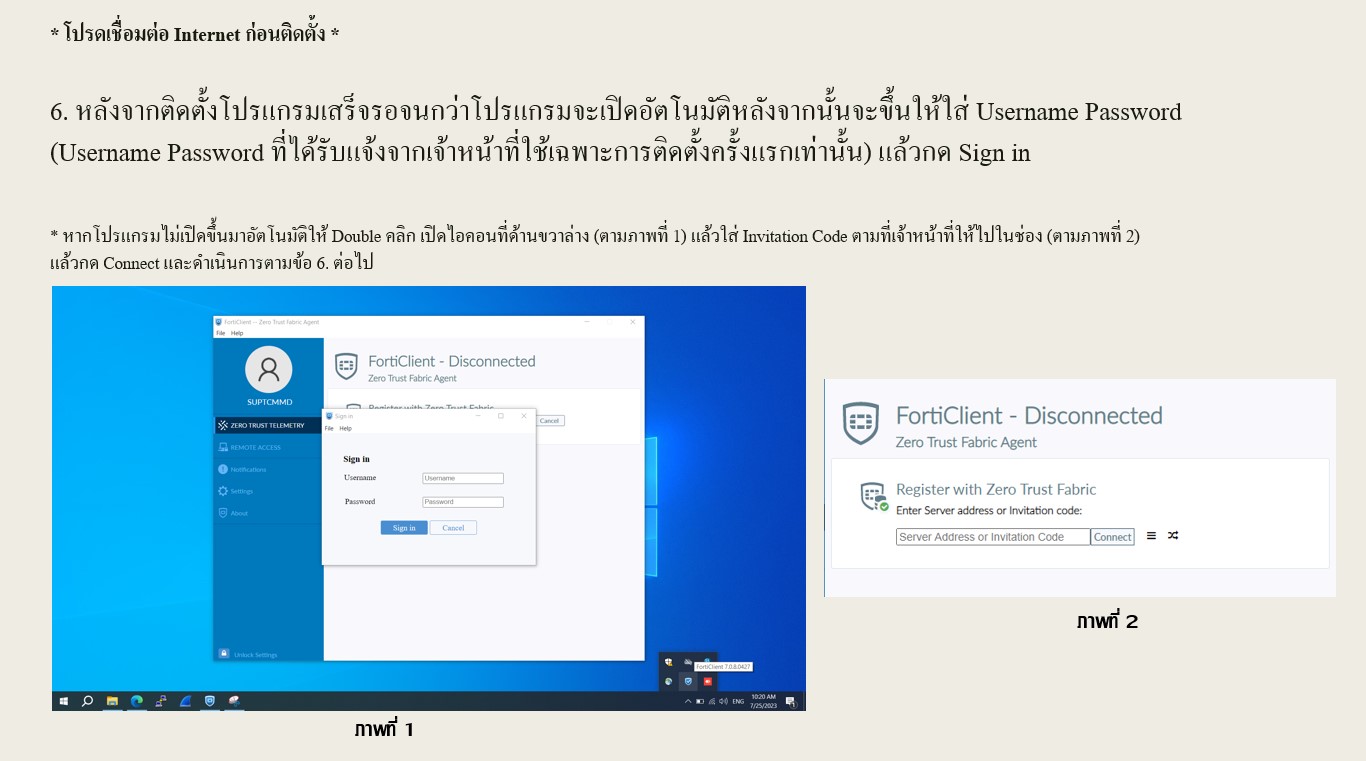 * โปรดเชื่อมต่อ Internet ก่อนติดตั้ง *
6. หลังจากติดตั้งโปรแกรมเสร็จรอจนกว่าโปรแกรมจะเปิดอัตโนมัติหลังจากนั้นจะขึ้นให้ใส่ Username Password
(Username Password ที่ได้รับแจ้งจากเจ้าหน้าที่ใช้เฉพาะการติดตั้งครั้งแรกเท่านั้น) แล้วกด Sign in
* หากโปรแกรมไม่เปิดขึ้นมาอัตโนมัติให้ Double คลิก เปิดไอคอนที่ด้านขวาล่าง (ตามภาพที่ 1) แล้วใส่ Invitation Code ตามที่เจ้าหน้าที่ให้ไปในช่อง (ตามภาพที่ 2)
แล้วกด Connect และดำเนินการตามข้อ 6. ต่อไป
FortiClient -- Zero Trust Fabric Agent
File Help
SUPTCMMD
ZERO TRUST TELEMETRY
REMOTE ACCESS
Notifications
Settings
About
Unlock Settings
FortiClient - Disconnected
Zero Trust Fabric Agent
Register with Zero Trust Fabric
Cancel
Sign in
File Help
Sign in
Username Username
Password Password
Sign in Cancel
FortiClient 7.0.8.0427
ENG
10:20 AM
7/25/2023
ภาพที่ 1
FortiClient - Disconnected
Zero Trust Fabric Agent
Register with Zero Trust Fabric
Enter Server address or Invitation code:
Server Address or Invitation Code Connect
ภาพที่ 2